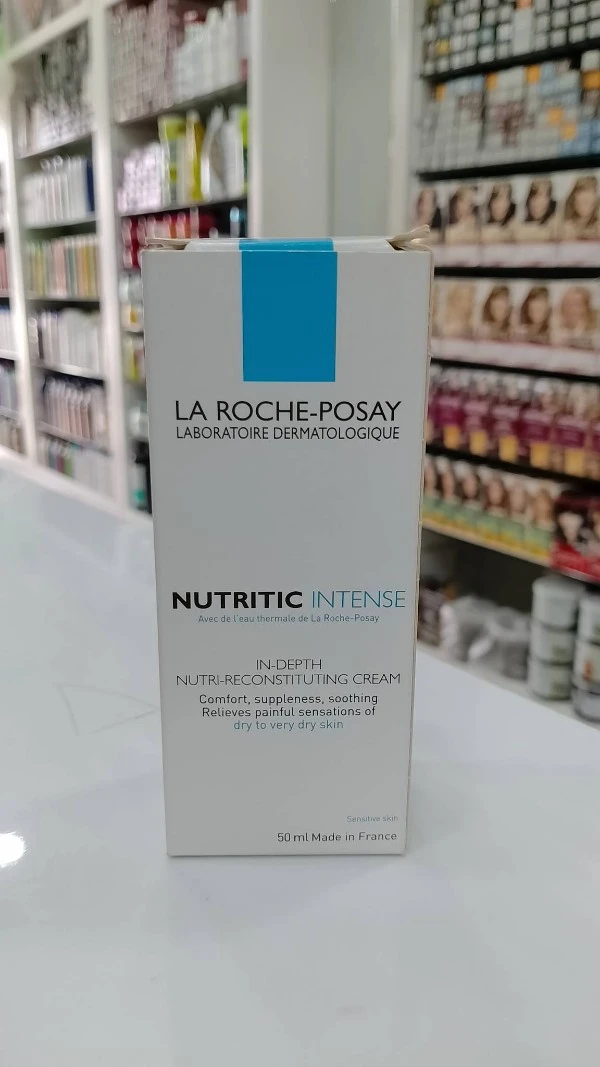 LA ROCHE-POSAY
LABORATOIRE DERMATOLOGIQUE
NUTRITIC INTENSE
Avec de l'eau thermale de La Roche-Posay
IN-DEPTH
NUTRI-RECONSTITUTING CREAM
Comfort, suppleness, soothing
Relieves painful sensations of
dry to very dry skin
Sensitive skin
50 ml Made in France